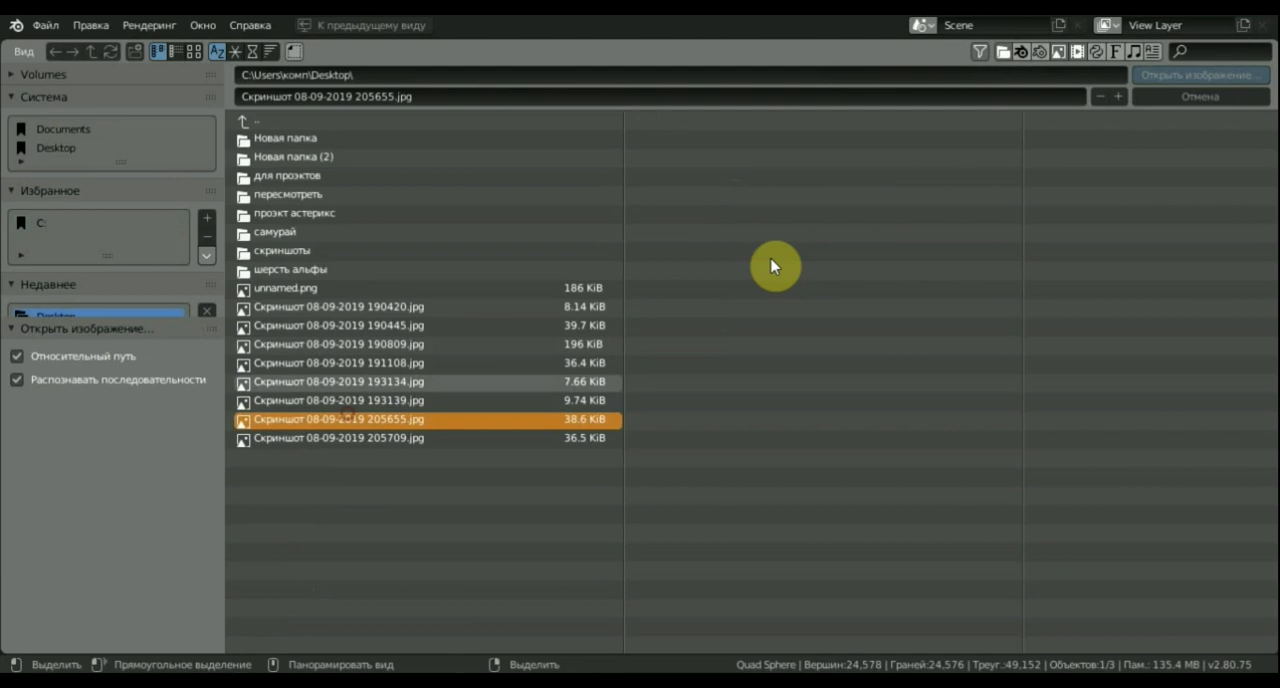 Файл Правка Рендеринг Окно Справка К предыдущему виду Scene View Layer
Вид
Volumes
C:\Users\комп\Desktop\
Открыть изображение...
Система
Скриншот 08-09-2019 205655.jpg
Отмена
Documents
Desktop
Избранное
C:
Недавнее
Desktop
Открыть изображение...
Относительный путь
Распознавать последовательности
..
Новая папка
Новая папка (2)
для проэктов
пересмотреть
проэкт астерикс
самурай
скриншоты
шерсть альфы
unnamed.png 186 KiB
Скриншот 08-09-2019 190420.jpg 8.14 KiB
Скриншот 08-09-2019 190445.jpg 39.7 KiB
Скриншот 08-09-2019 190809.jpg 196 KiB
Скриншот 08-09-2019 191108.jpg 36.4 KiB
Скриншот 08-09-2019 193134.jpg 7.66 KiB
Скриншот 08-09-2019 193139.jpg 9.74 KiB
Скриншот 08-09-2019 205655.jpg 38.6 KiB
Скриншот 08-09-2019 205709.jpg 36.5 KiB
Выделить Прямоугольное выделение Панорамировать вид Выделить Quad Sphere | Вершин:24,578 | Граней:24,576 | Треуг.:49,152 | Объектов:1/3 | Пам.: 135.4 MB | v2.80.75